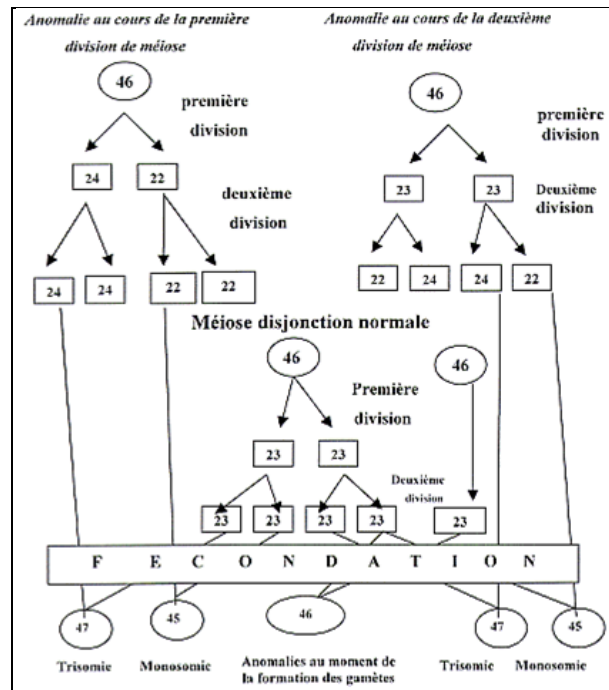 Anomalie au cours de la première
division de méiose
Anomalie au cours de la deuxième
division de méiose
46
46
première
division
première
division
24
22
23
23
deuxième
division
Deuxième
division
24
24
22
22
22
24
24
22
Méiose disjonction normale
46
46
Première
division
23
23
Deuxième
division
23
23
23
23
23
F E C O N D A T I O N
47
45
46
47
45
Trisomie
Monosomie
Anomalies au moment de
la formation des gamètes
Trisomie
Monosomie